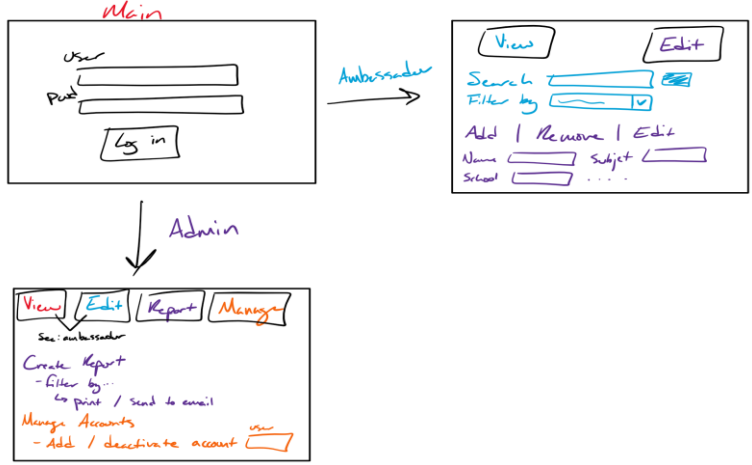 Main
user
pwd
Log in
Ambassador
View Edit
Search
Filter by
Add | Remove | Edit
Name Subjet
School ....
Admin
View Edit Report Manage
See: ambassador
Create Report
- filter by...
↳ print / send to email
Manage Accounts
- Add / deactivate account user